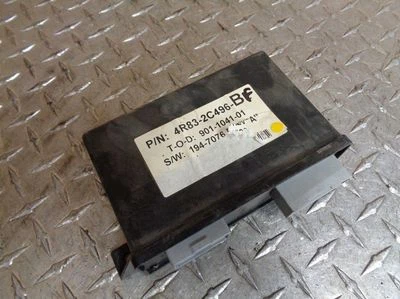 P/N: 4R83-2C496-BF
T-O-D: 901-1041-01
S/W: 194-7076